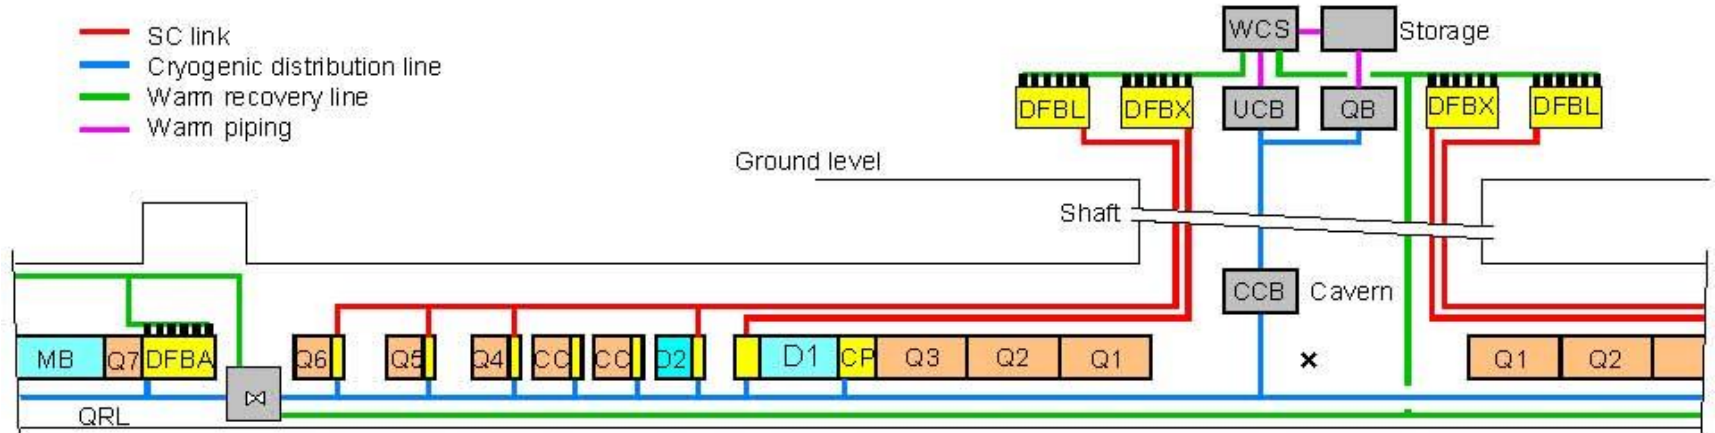 SC link
Cryogenic distribution line
Warm recovery line
Warm piping
WCS
Storage
DFBL
DFBX
UCB
QB
DFBX
DFBL
Ground level
Shaft
CCB
Cavern
MB
Q7
DFBA
Q6
Q5
Q4
CC
CC
D2
D1
CP
Q3
Q2
Q1
Q1
Q2
QRL